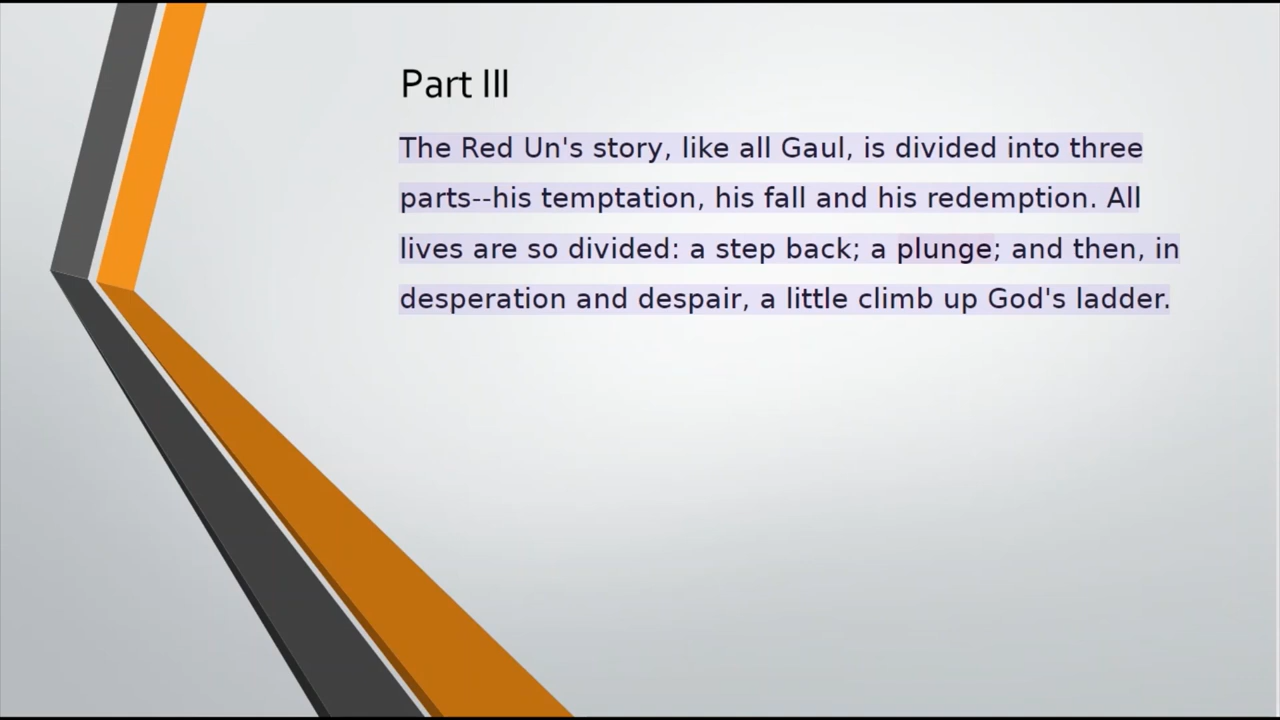 Part III
The Red Un's story, like all Gaul, is divided into three
parts--his temptation, his fall and his redemption. All
lives are so divided: a step back; a plunge; and then, in
desperation and despair, a little climb up God's ladder.